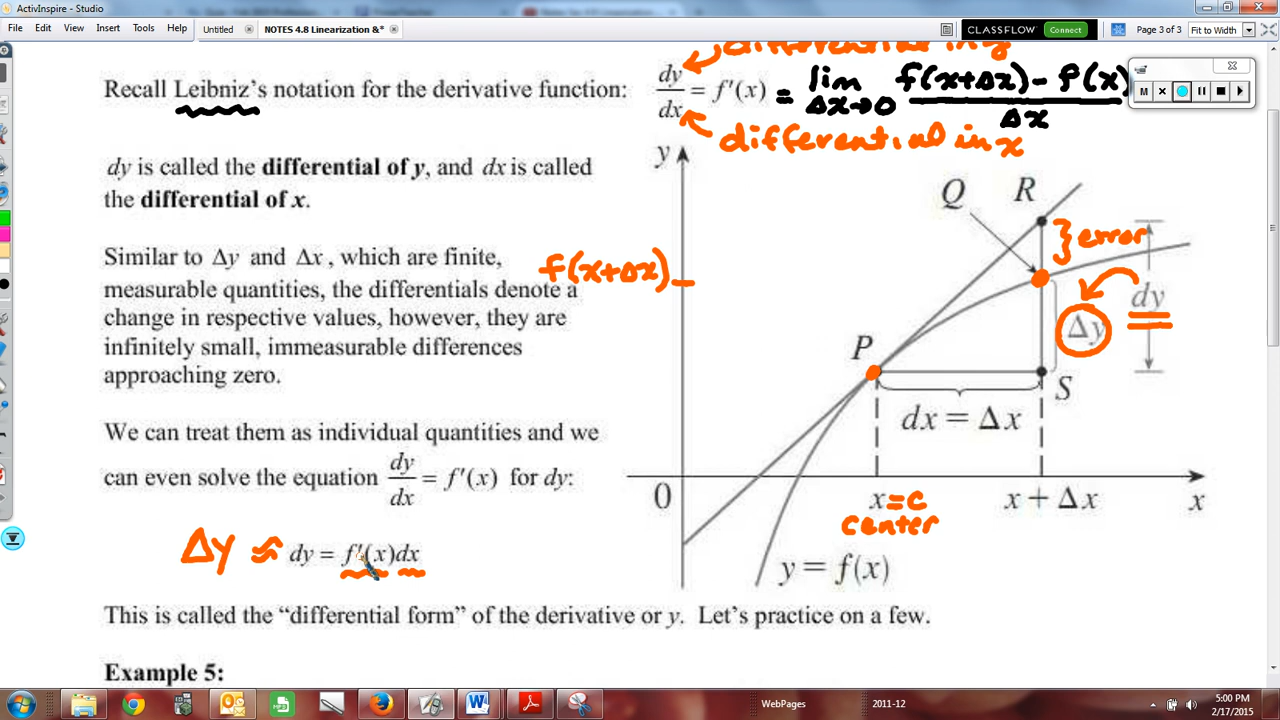 ActivInspire - Studio
File Edit View Insert Tools Help Untitled NOTES 4.8 Linearization &* CLASSFLOW Connect Page 3 of 3 Fit to Width
differential in y
Recall Leibniz's notation for the derivative function: dy/dx = f'(x) = lim Δx→0 f(x+Δx) - f(x) / Δx
differential in x
dy is called the differential of y, and dx is called
the differential of x.
Similar to Δy and Δx, which are finite,
measurable quantities, the differentials denote a
change in respective values, however, they are
infinitely small, immeasurable differences
approaching zero.
We can treat them as individual quantities and we
can even solve the equation dy/dx = f'(x) for dy:
Δy ≈ dy = f'(x)dx
y
Q
R
} error
f(x+Δx)
dy
Δy
P
S
dx = Δx
0
x = c
center
x + Δx
x
y = f(x)
This is called the “differential form” of the derivative or y. Let's practice on a few.
Example 5:
WebPages
2011-12
5:00 PM
2/17/2015